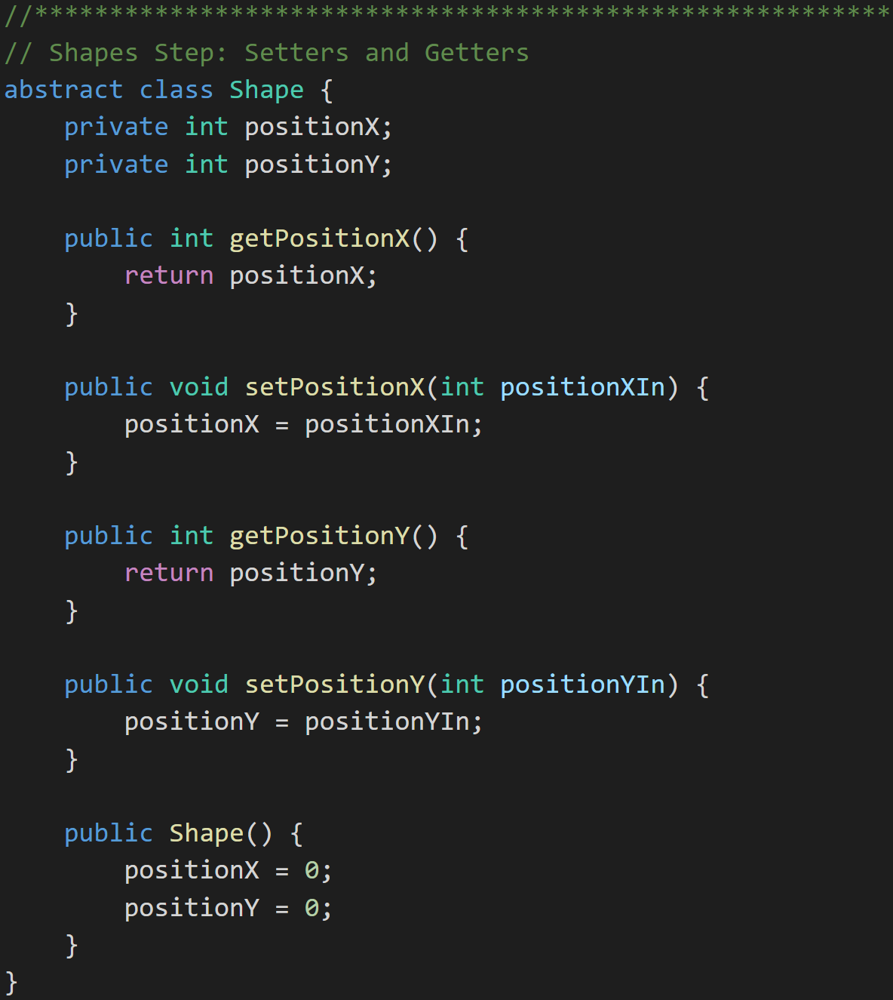 //*********************************************************
// Shapes Step: Setters and Getters
abstract class Shape {
    private int positionX;
    private int positionY;

    public int getPositionX() {
        return positionX;
    }

    public void setPositionX(int positionXIn) {
        positionX = positionXIn;
    }

    public int getPositionY() {
        return positionY;
    }

    public void setPositionY(int positionYIn) {
        positionY = positionYIn;
    }

    public Shape() {
        positionX = 0;
        positionY = 0;
    }
}